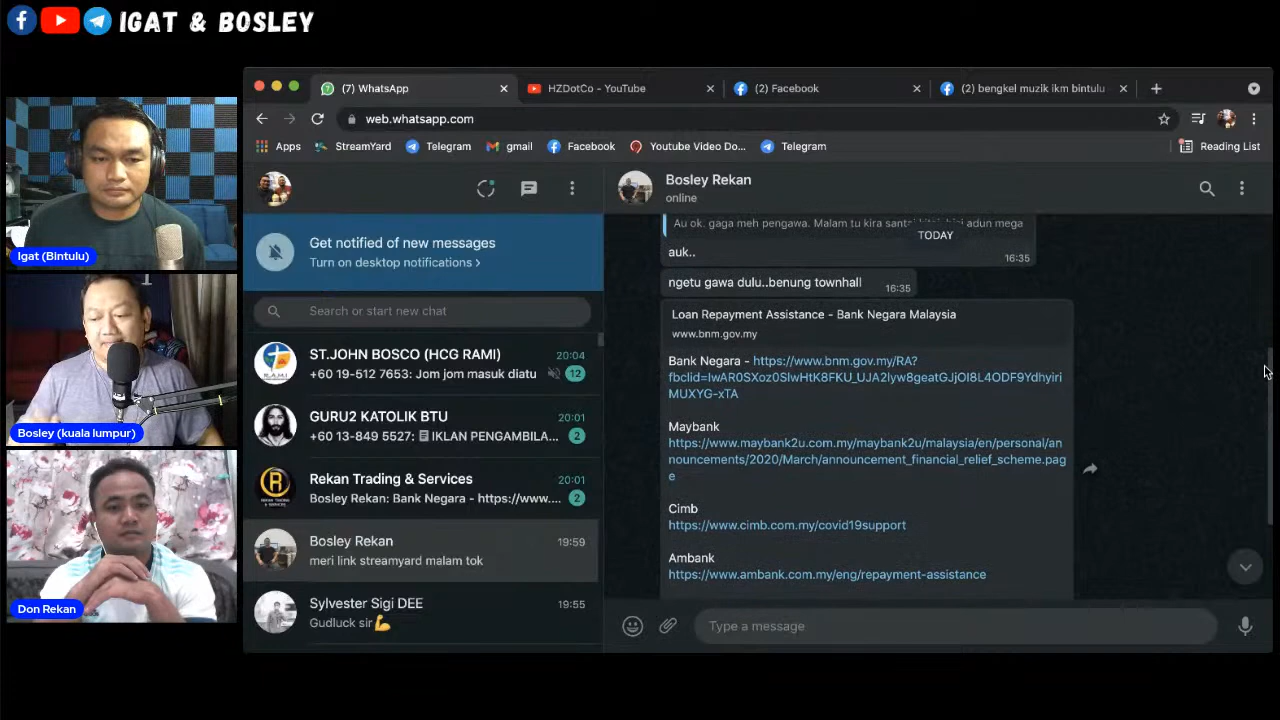 IGAT & BOSLEY
(7) WhatsApp
HZDotCo - YouTube
(2) Facebook
(2) bengkel muzik ikm bintulu
web.whatsapp.com
Apps
StreamYard
Telegram
gmail
Facebook
Youtube Video Do...
Telegram
Reading List
Igat (Bintulu)
Bosley (kuala lumpur)
Don Rekan
Get notified of new messages
Turn on desktop notifications >
Search or start new chat
ST.JOHN BOSCO (HCG RAMI) 20:04
+60 19-512 7653: Jom jom masuk diatu 12
GURU2 KATOLIK BTU 20:01
+60 13-849 5527: IKLAN PENGAMBILA... 2
Rekan Trading & Services 20:01
Bosley Rekan: Bank Negara - https://www.... 2
Bosley Rekan 19:59
meri link streamyard malam tok
Sylvester Sigi DEE 19:55
Gudluck sir💪
Bosley Rekan
online
Au ok. gaga meh pengawa. Malam tu kira santai adun mega
TODAY
auk..
16:35
ngetu gawa dulu..benung townhall 16:35
Loan Repayment Assistance - Bank Negara Malaysia
www.bnm.gov.my
Bank Negara - https://www.bnm.gov.my/RA?
fbclid=IwAR0SXoz0SlwHtK8FKU_UJA2lyw8geatGJjOI8L4ODF9Ydhyiri
MUXYG-xTA
Maybank
https://www.maybank2u.com.my/maybank2u/malaysia/en/personal/an
nouncements/2020/March/announcement_financial_relief_scheme.pag
e
Cimb
https://www.cimb.com.my/covid19support
Ambank
https://www.ambank.com.my/eng/repayment-assistance
Type a message